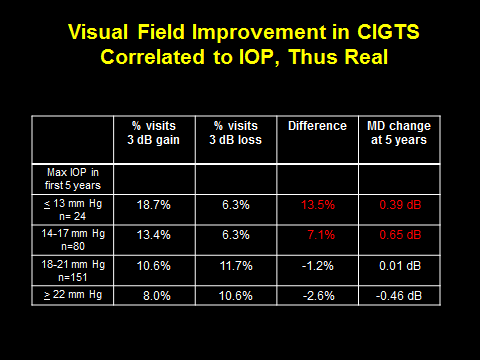 Visual Field Improvement in CIGTS
Correlated to IOP, Thus Real
% visits
3 dB gain
% visits
3 dB loss
Difference
MD change
at 5 years
Max IOP in
first 5 years
≤ 13 mm Hg
n= 24
18.7%
6.3%
13.5%
0.39 dB
14-17 mm Hg
n=80
13.4%
6.3%
7.1%
0.65 dB
18-21 mm Hg
n=151
10.6%
11.7%
-1.2%
0.01 dB
≥ 22 mm Hg
8.0%
10.6%
-2.6%
-0.46 dB